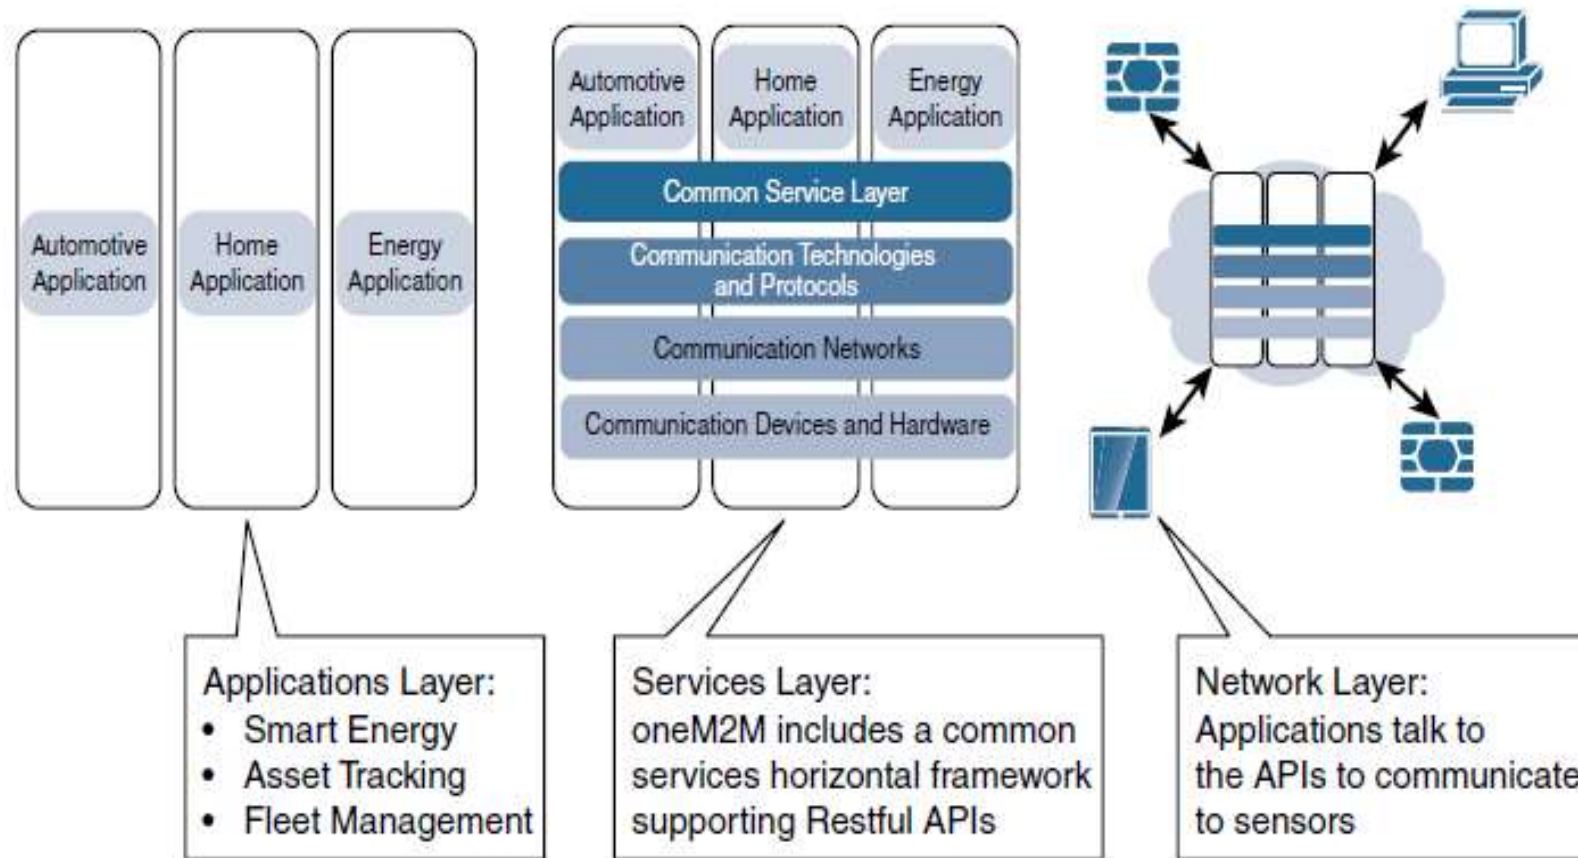 Automotive
Application
Home
Application
Energy
Application
Automotive
Application
Home
Application
Energy
Application
Common Service Layer
Communication Technologies
and Protocols
Communication Networks
Communication Devices and Hardware
Applications Layer:
• Smart Energy
• Asset Tracking
• Fleet Management
Services Layer:
oneM2M includes a common
services horizontal framework
supporting Restful APIs
Network Layer:
Applications talk to
the APIs to communicate
to sensors